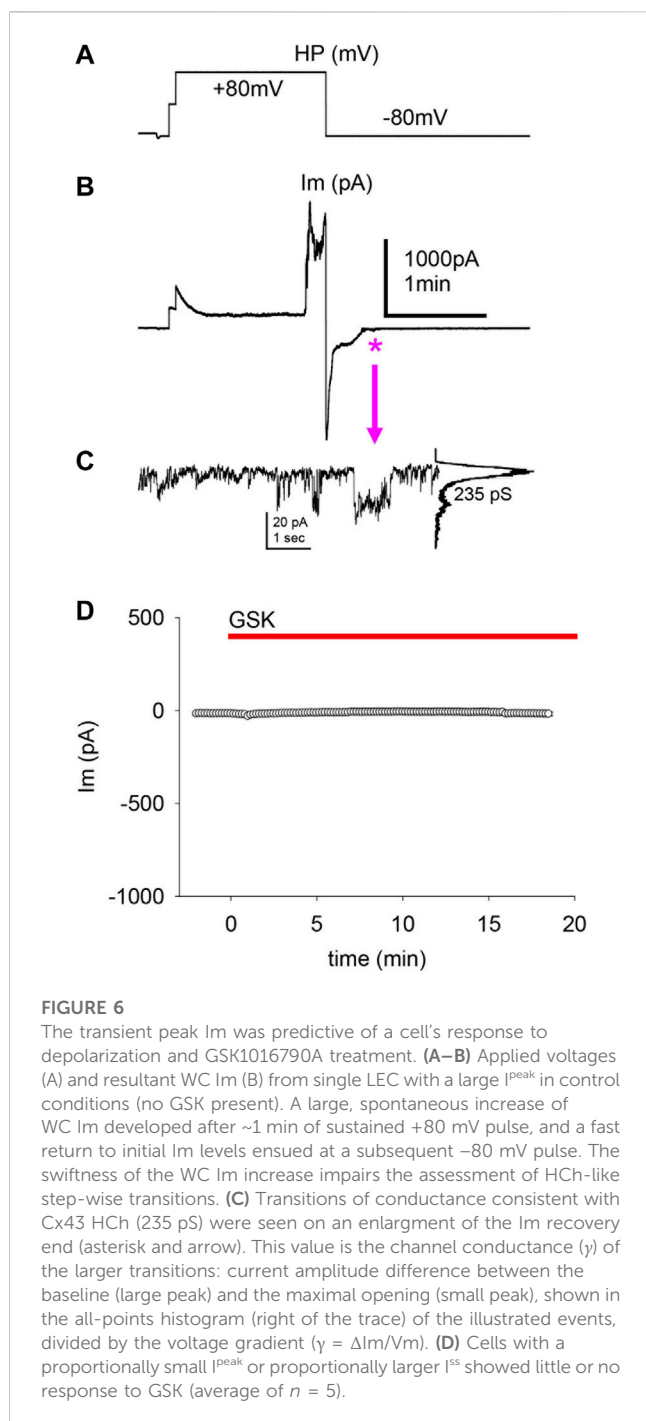 A
HP (mV)
+80mV
-80mV
B
Im (pA)
1000pA
1min
*
C
235 pS
20 pA
1 sec
D
GSK
500
0
-500
-1000
Im (pA)
0 5 10 15 20
time (min)
FIGURE 6
The transient peak Im was predictive of a cell's response to
depolarization and GSK1016790A treatment. (A–B) Applied voltages
(A) and resultant WC Im (B) from single LEC with a large I^peak in control
conditions (no GSK present). A large, spontaneous increase of
WC Im developed after ~1 min of sustained +80 mV pulse, and a fast
return to initial Im levels ensued at a subsequent −80 mV pulse. The
swiftness of the WC Im increase impairs the assessment of HCh-like
step-wise transitions. (C) Transitions of conductance consistent with
Cx43 HCh (235 pS) were seen on an enlargment of the Im recovery
end (asterisk and arrow). This value is the channel conductance (γ) of
the larger transitions: current amplitude difference between the
baseline (large peak) and the maximal opening (small peak), shown in
the all-points histogram (right of the trace) of the illustrated events,
divided by the voltage gradient (γ = ΔIm/Vm). (D) Cells with a
proportionally small I^peak or proportionally larger I^ss showed little or no
response to GSK (average of n = 5).